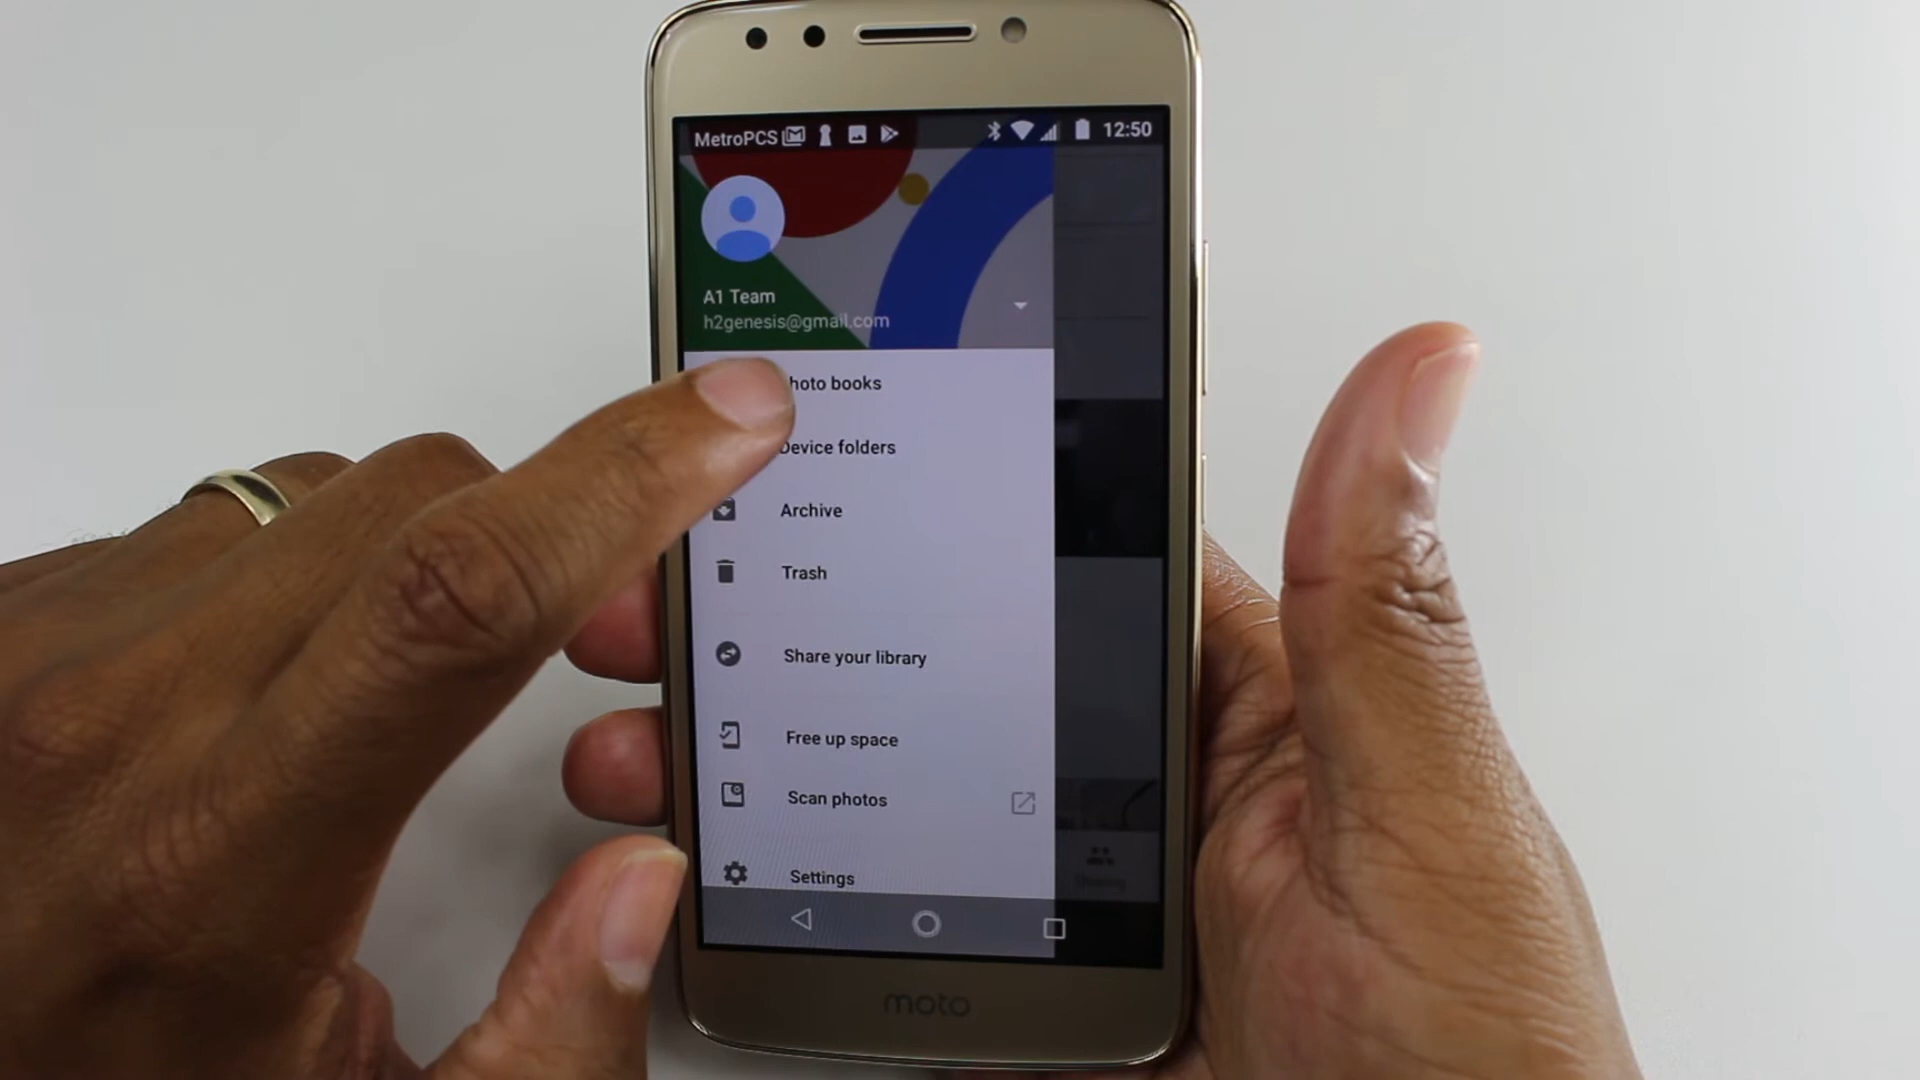 MetroPCS 12:50
A1 Team
h2genesis@gmail.com
hoto books
Device folders
Archive
Trash
Share your library
Free up space
Scan photos
Settings
moto